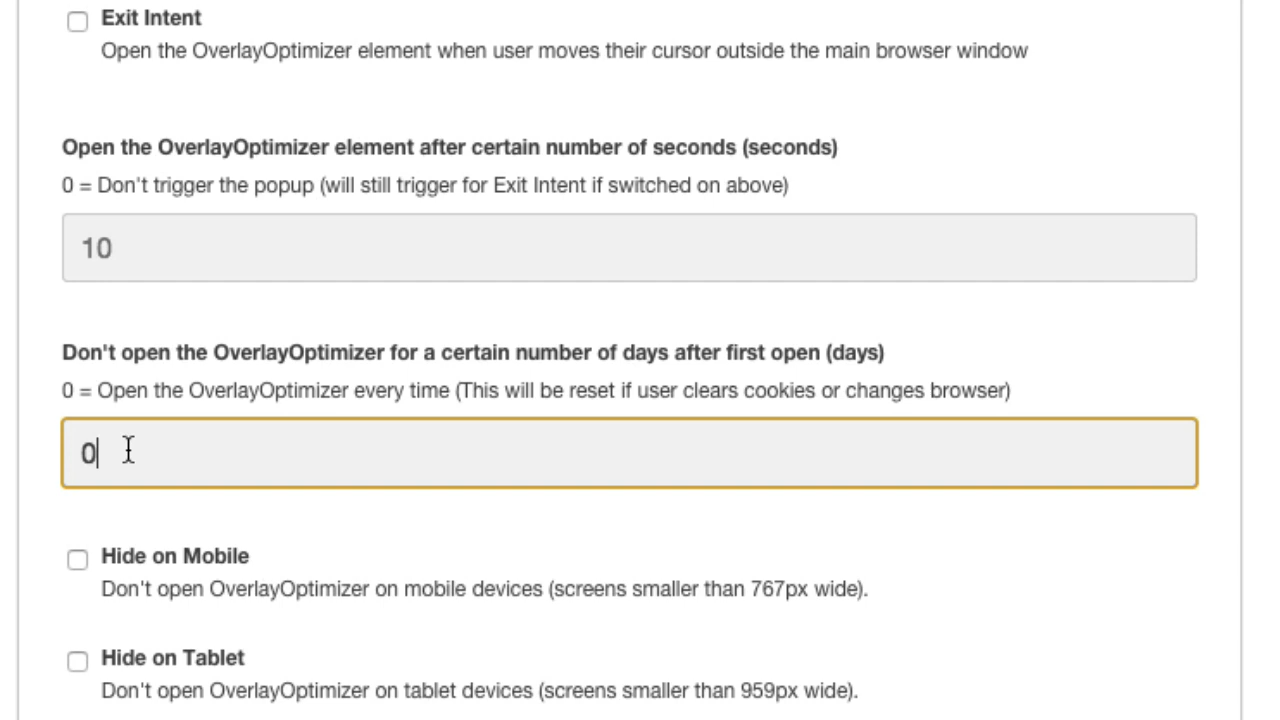 Exit Intent
Open the OverlayOptimizer element when user moves their cursor outside the main browser window
Open the OverlayOptimizer element after certain number of seconds (seconds)
0 = Don't trigger the popup (will still trigger for Exit Intent if switched on above)
10
Don't open the OverlayOptimizer for a certain number of days after first open (days)
0 = Open the OverlayOptimizer every time (This will be reset if user clears cookies or changes browser)
0
Hide on Mobile
Don't open OverlayOptimizer on mobile devices (screens smaller than 767px wide).
Hide on Tablet
Don't open OverlayOptimizer on tablet devices (screens smaller than 959px wide).